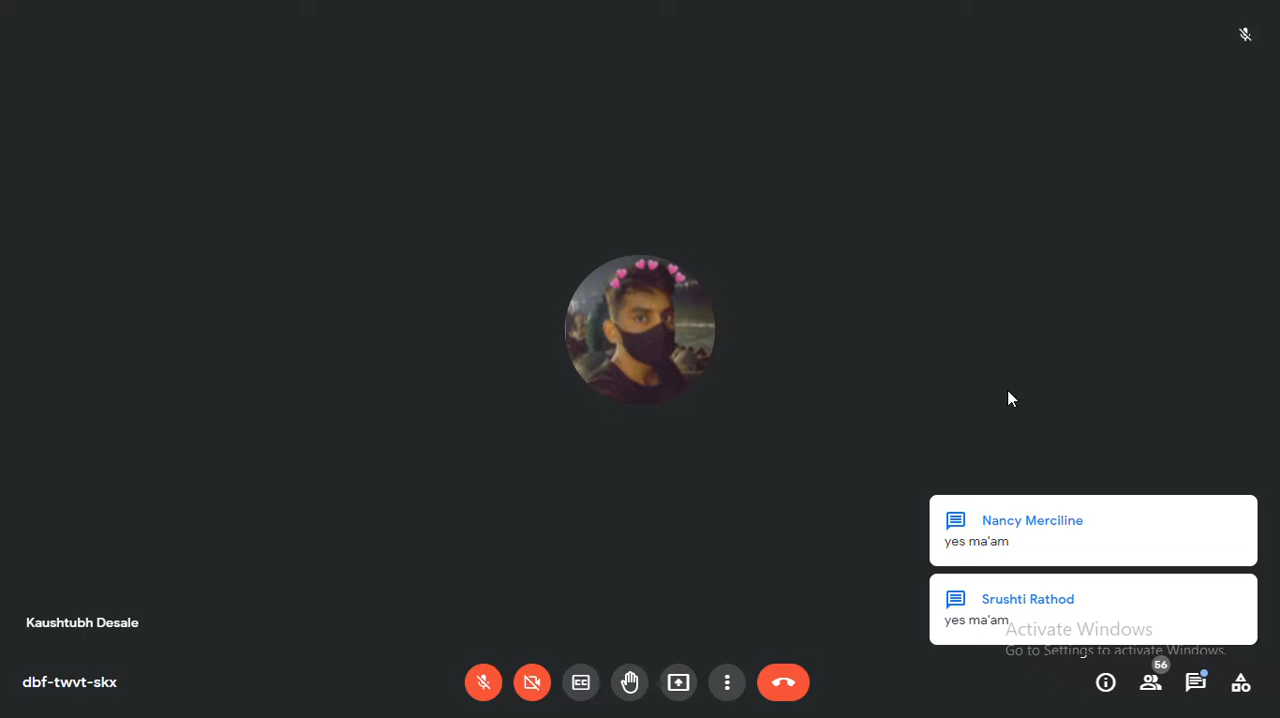 Nancy Merciline
yes ma'am
Srushti Rathod
yes ma'am
Activate Windows
Go to Settings to activate Windows.
Kaushtubh Desale
dbf-twvt-skx
CC
56